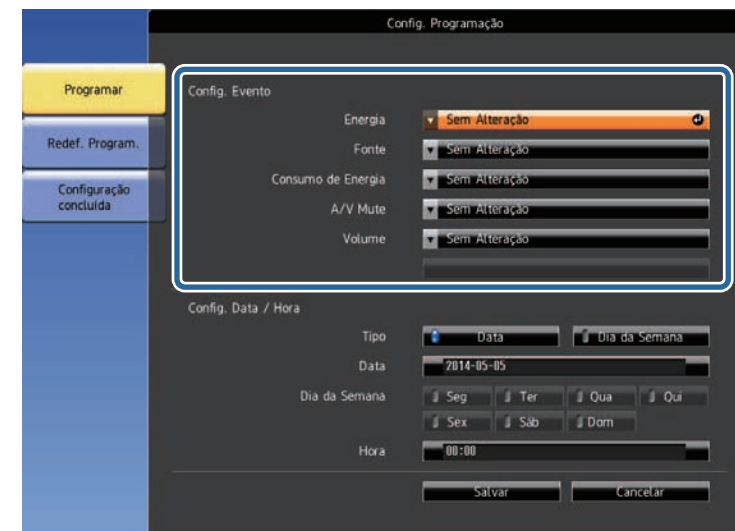 Config. Programação
Programar
Redef. Program.
Configuração
concluída
Config. Evento
Energia Sem Alteração
Fonte Sem Alteração
Consumo de Energia Sem Alteração
A/V Mute Sem Alteração
Volume Sem Alteração
Config. Data / Hora
Tipo Data Dia da Semana
Data 2014-05-05
Dia da Semana Seg Ter Qua Qui
Sex Sáb Dom
Hora 00:00
Salvar Cancelar